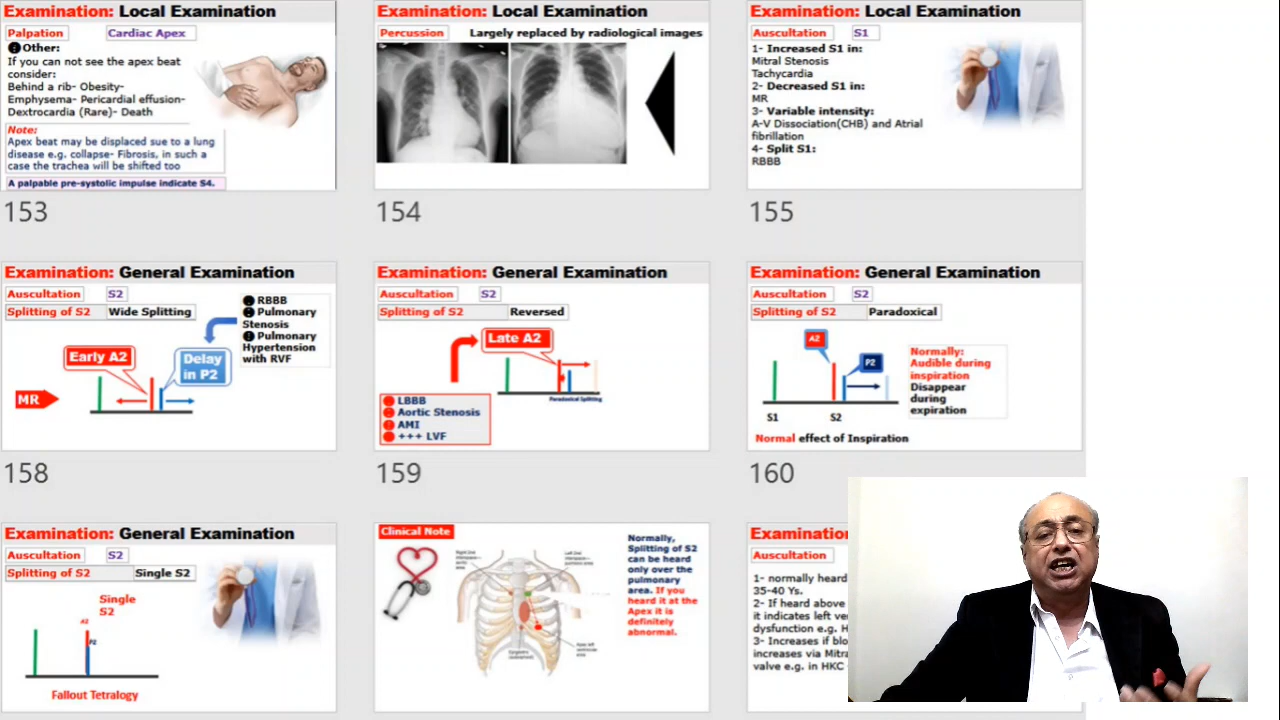 Examination: Local Examination
Palpation Cardiac Apex
Other:
If you can not see the apex beat
consider:
Behind a rib- Obesity-
Emphysema- Pericardial effusion-
Dextrocardia (Rare)- Death
Note:
Apex beat may be displaced sue to a lung
disease e.g. collapse- Fibrosis, in such a
case the trachea will be shifted too
A palpable pre-systolic impulse indicate S4.
153
Examination: Local Examination
Percussion Largely replaced by radiological images
154
Examination: Local Examination
Auscultation S1
1- Increased S1 in:
Mitral Stenosis
Tachycardia
2- Decreased S1 in:
MR
3- Variable intensity:
A-V Dissociation(CHB) and Atrial
fibrillation
4- Split S1:
RBBB
155
Examination: General Examination
Auscultation S2
Splitting of S2 Wide Splitting
RBBB
Pulmonary
Stenosis
Pulmonary
Hypertension
with RVF
Early A2
Delay
in P2
MR
158
Examination: General Examination
Auscultation S2
Splitting of S2 Reversed
Late A2
LBBB
Aortic Stenosis
AMI
+++ LVF
Paradoxical Splitting
159
Examination: General Examination
Auscultation S2
Splitting of S2 Paradoxical
A2
P2
Normally:
Audible during
inspiration
Disappear
during
expiration
S1 S2
Normal effect of Inspiration
160
Examination: General Examination
Auscultation S2
Splitting of S2 Single S2
Single
S2
A2
P2
Fallout Tetralogy
Clinical Note
Normally,
Splitting of S2
can be heard
only over the
pulmonary
area. If you
heard it at the
Apex it is
definitely
abnormal.
Examinatio
Auscultation
1- normally heard
35-40 Ys.
2- If heard above
it indicates left ve
dysfunction e.g. H
3- Increases if blo
increases via Mitra
valve e.g. in HKC